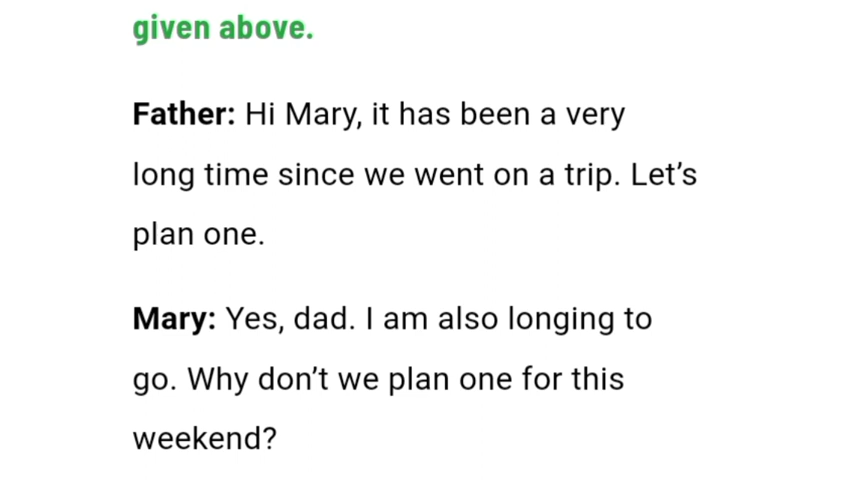 given above.
Father: Hi Mary, it has been a very
long time since we went on a trip. Let’s
plan one.
Mary: Yes, dad. I am also longing to
go. Why don’t we plan one for this
weekend?